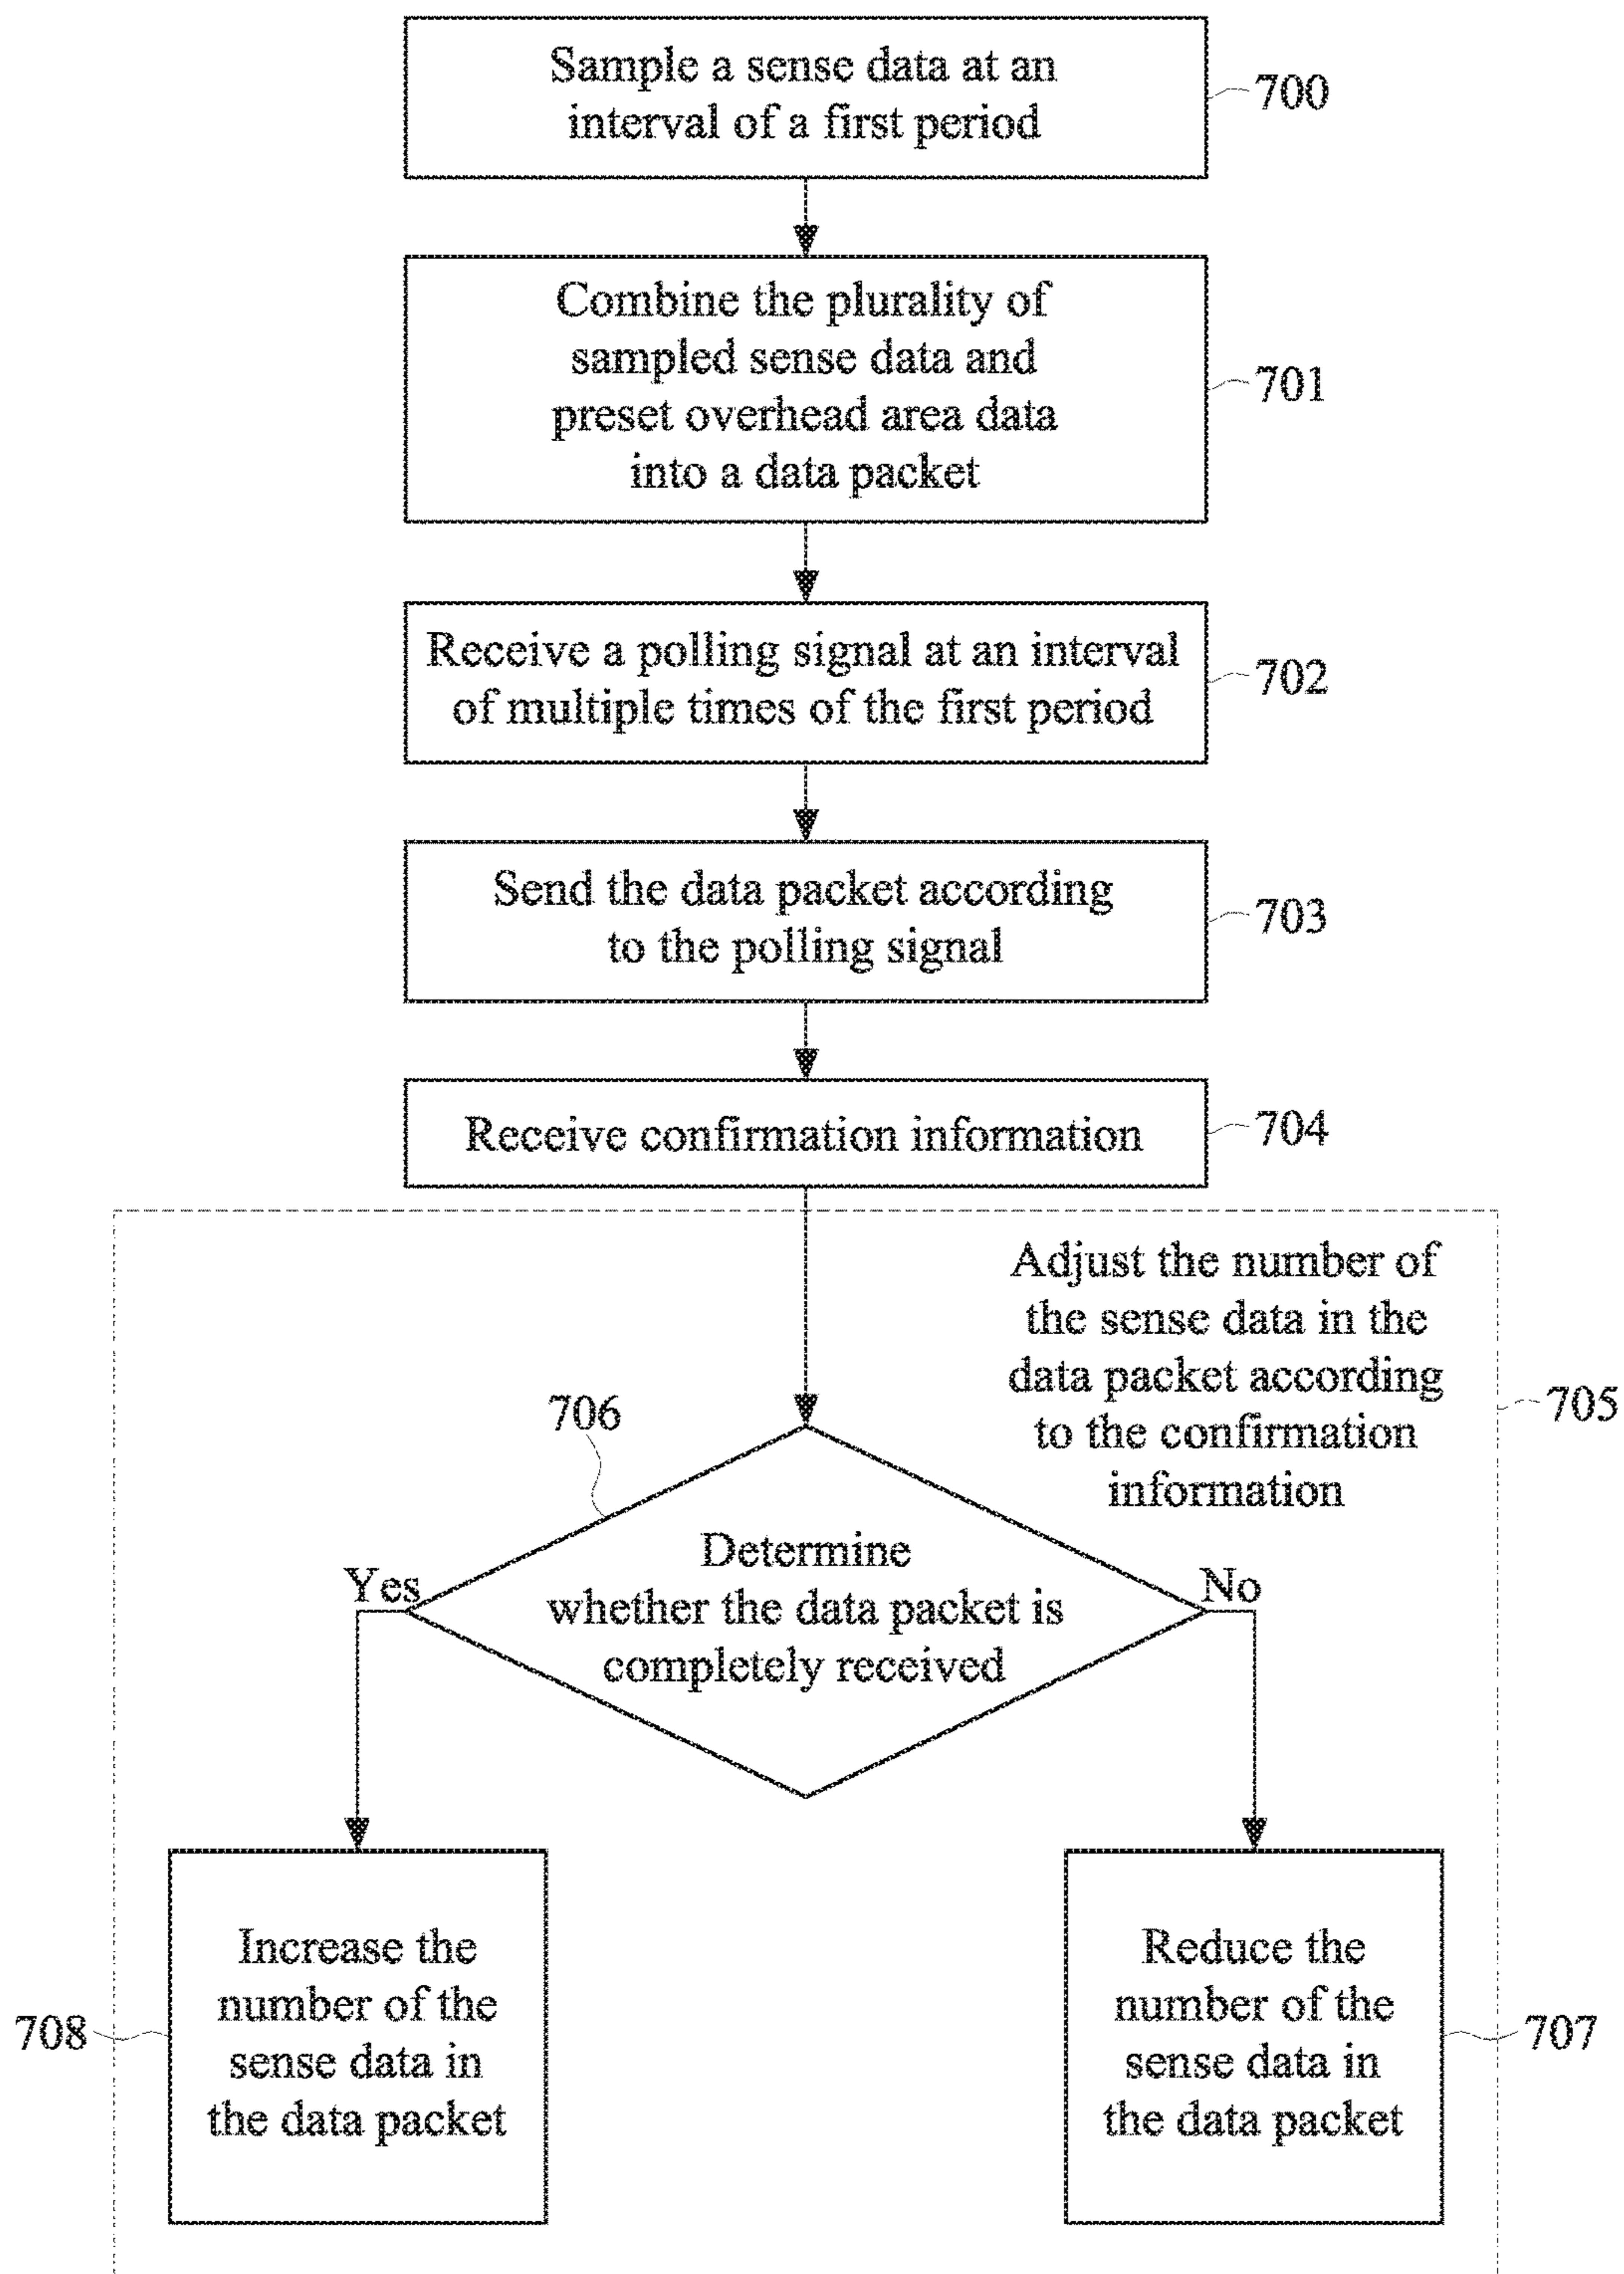 Sample a sense data at an
interval of a first period
700
Combine the plurality of
sampled sense data and
preset overhead area data
into a data packet
701
Receive a polling signal at an interval
of multiple times of the first period
702
Send the data packet according
to the polling signal
703
Receive confirmation information
704
Adjust the number of
the sense data in the
data packet according
to the confirmation
information
705
706
Determine
whether the data packet is
completely received
Yes
No
Increase the
number of the
sense data in
the data packet
708
Reduce the
number of the
sense data in
the data packet
707